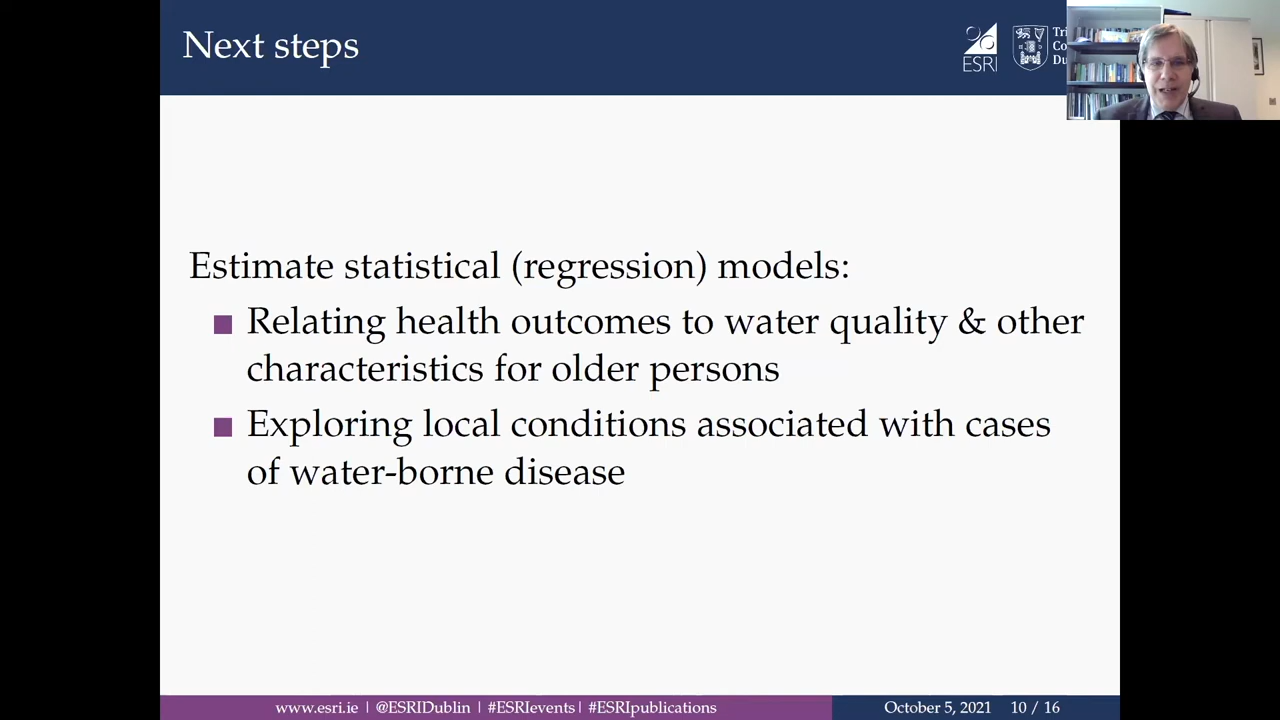 Next steps
ESRI
Estimate statistical (regression) models:
Relating health outcomes to water quality & other
characteristics for older persons
Exploring local conditions associated with cases
of water-borne disease
www.esri.ie | @ESRIDublin | #ESRIevents| #ESRIpublications
October 5, 2021 10 / 16